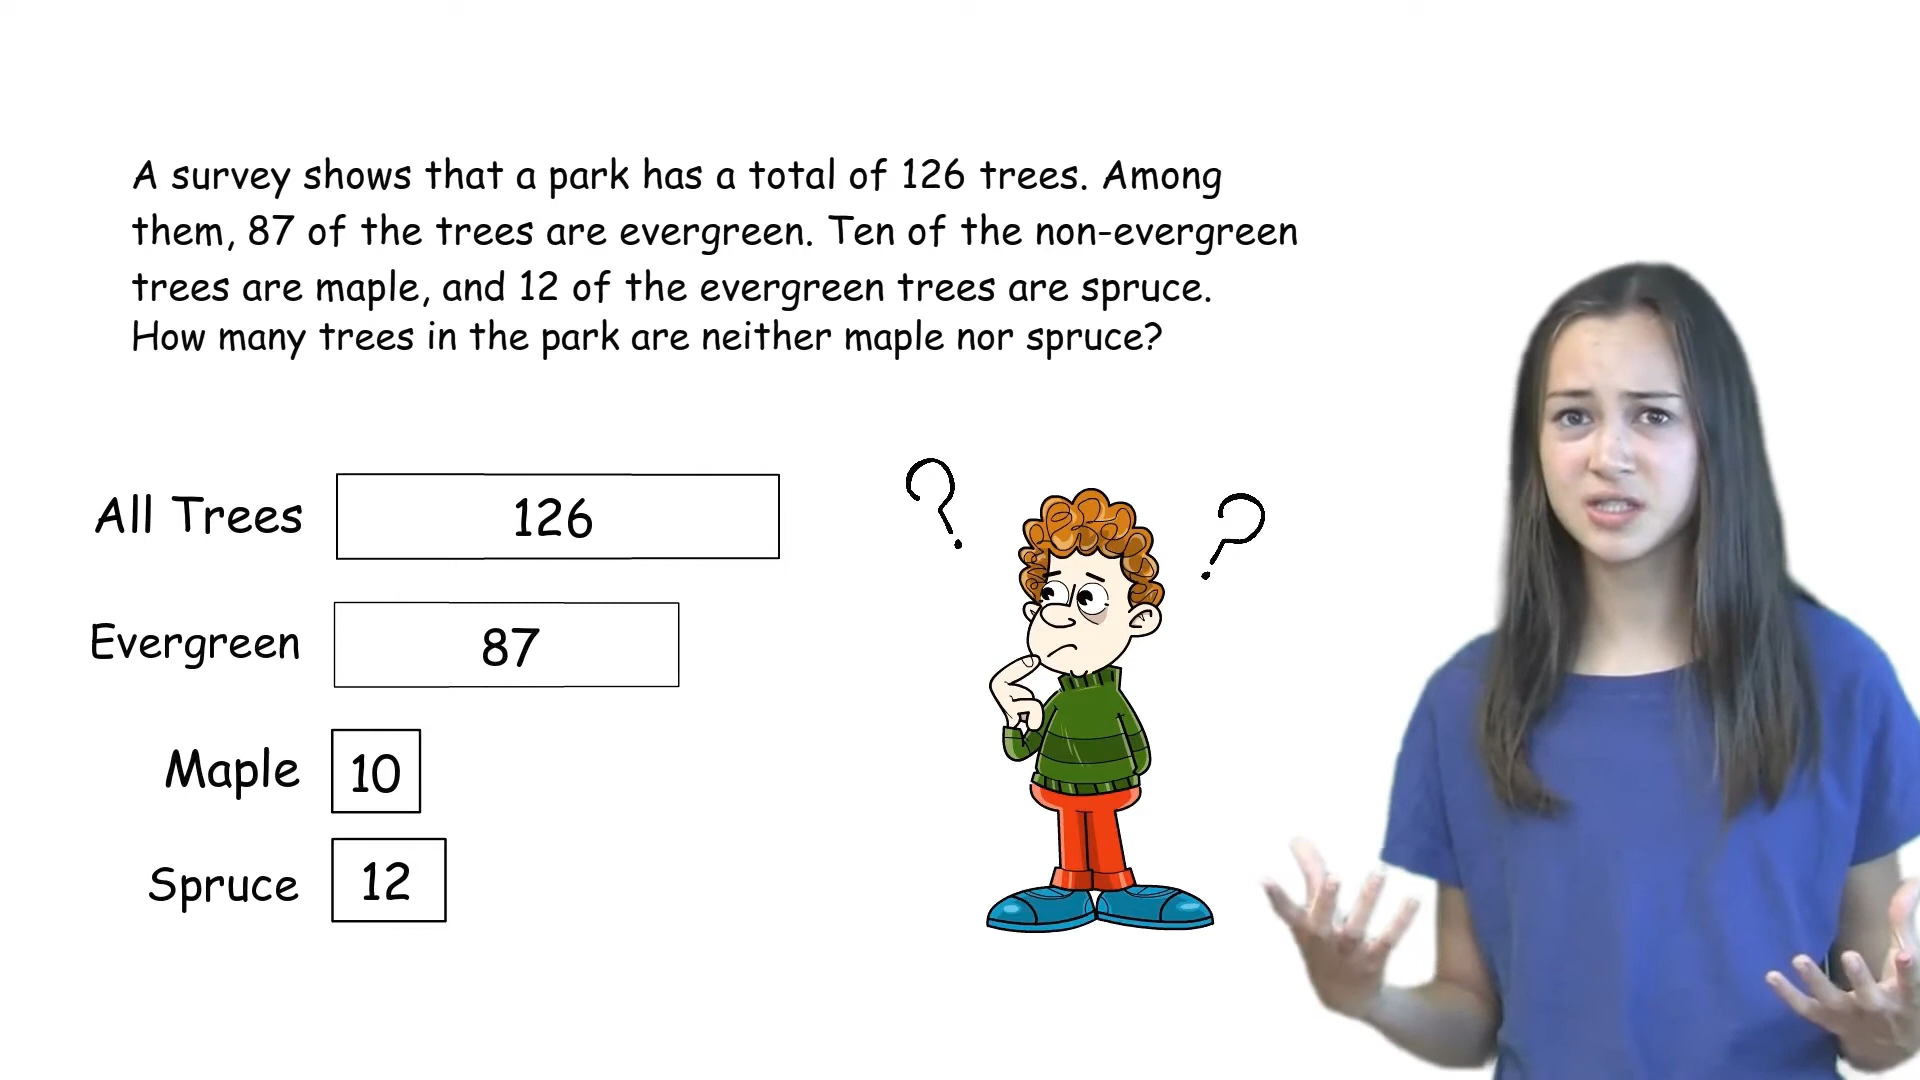 A survey shows that a park has a total of 126 trees. Among
them, 87 of the trees are evergreen. Ten of the non-evergreen
trees are maple, and 12 of the evergreen trees are spruce.
How many trees in the park are neither maple nor spruce?
All Trees 126
Evergreen 87
Maple 10
Spruce 12
? ?